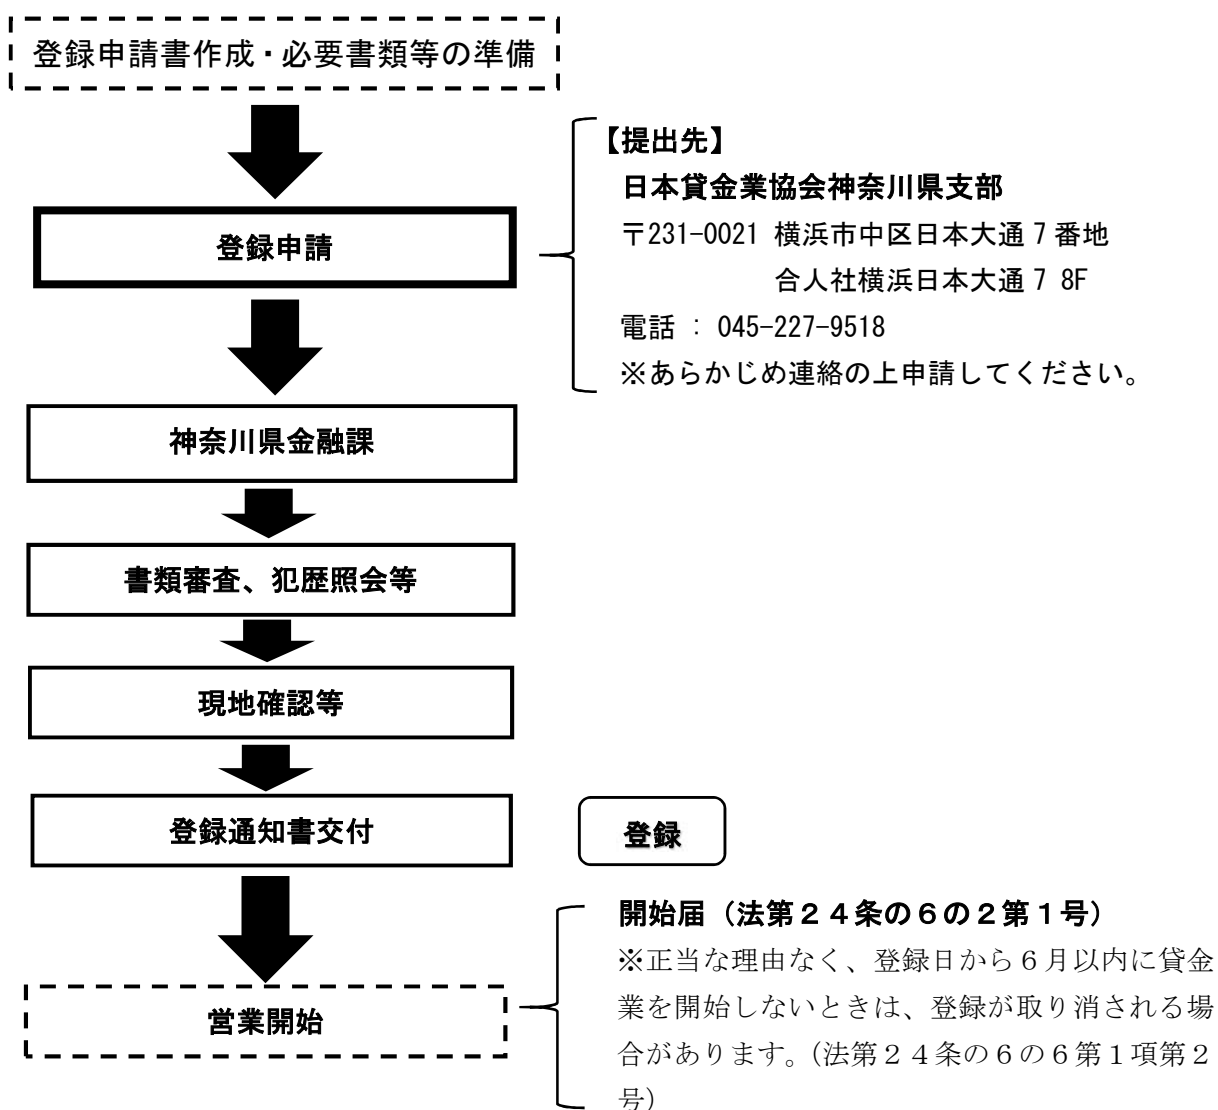 登録申請書作成・必要書類等の準備
【提出先】
日本貸金業協会神奈川県支部
〒231-0021 横浜市中区日本大通7番地
合人社横浜日本大通7 8F
電話 : 045-227-9518
※あらかじめ連絡の上申請してください。
登録申請
神奈川県金融課
書類審査、犯歴照会等
現地確認等
登録通知書交付
登録
開始届(法第24条の6の2第1号)
※正当な理由なく、登録日から6月以内に貸金
業を開始しないときは、登録が取り消される場
合があります。(法第24条の6の6第1項第2
号)
営業開始